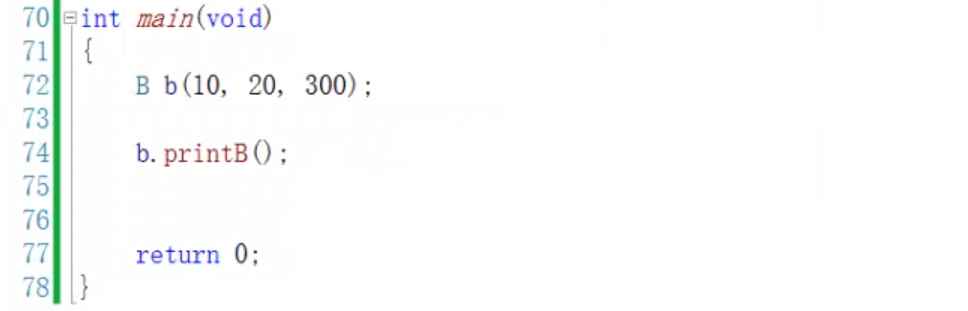 70 int main(void)
71 {
72 B b(10, 20, 300);
73
74 b.printB();
75
76
77 return 0;
78 }